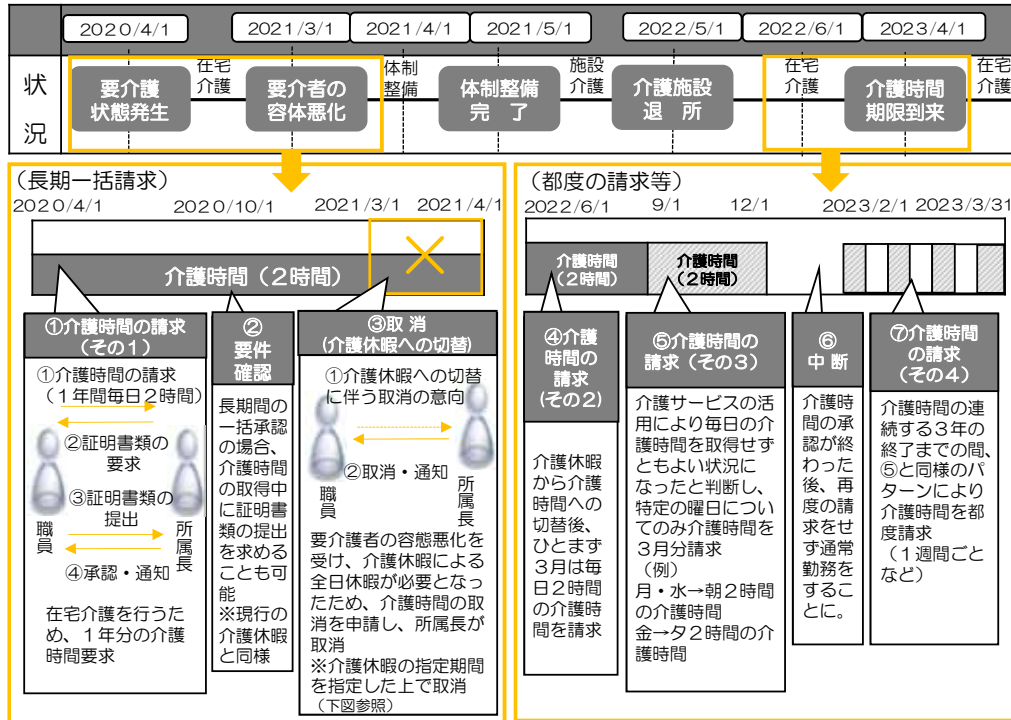 2020/4/1
2021/3/1
2021/4/1
2021/5/1
2022/5/1
2022/6/1
2023/4/1
状況
要介護
状態発生
在宅
介護
要介者の
容体悪化
体制
整備
体制整備
完 了
施設
介護
介護施設
退 所
在宅
介護
介護時間
期限到来
在宅
介護
（長期一括請求）
2020/4/1
2020/10/1
2021/3/1
2021/4/1
介護時間（2時間）
①介護時間の請求
（その1）
①介護時間の請求
（1年間毎日2時間）
②証明書類の
要求
③証明書類の
提出
職員
所属長
④承認・通知
在宅介護を行うた
め、１年分の介護
時間要求
②
要件
確認
長期間の
一括承認
の場合、
介護時間
の取得中
に証明書
類の提出
を求める
ことも可
能
※現行の
介護休暇
と同様
③取 消
(介護休暇への切替)
①介護休暇への切替
に伴う取消の意向
②取消・通知
職員
所属長
要介護者の容態悪化を
受け、介護休暇による
全日休暇が必要となっ
たため、介護時間の取
消を申請し、所属長が
取消
※介護休暇の指定期間
を指定した上で取消
（下図参照）
（都度の請求等）
2022/6/1
9/1
12/1
2023/2/1
2023/3/31
介護時間
（2時間）
介護時間
（2時間）
④介護
時間の
請求
(その2)
介護休暇
から介護
時間への
切替後、
ひとまず
３月は毎
日２時間
の介護時
間を請求
⑤介護時間の
請求（その3）
介護サービスの活
用により毎日の介
護時間を取得せず
ともよい状況に
なったと判断し、
特定の曜日につい
てのみ介護時間を
３月分請求
（例）
月・水→朝２時間
の介護時間
金→夕２時間の介
護時間
⑥
中 断
介護時
間の承
認が終
わった
後、再
度の請
求をせ
ず通常
勤務を
するこ
とに。
⑦介護時間
の請求
（その4）
介護時間の連
続する３年の
終了までの間、
⑤と同様のパ
ターンにより
介護時間を都
度請求
（１週間ごと
など）